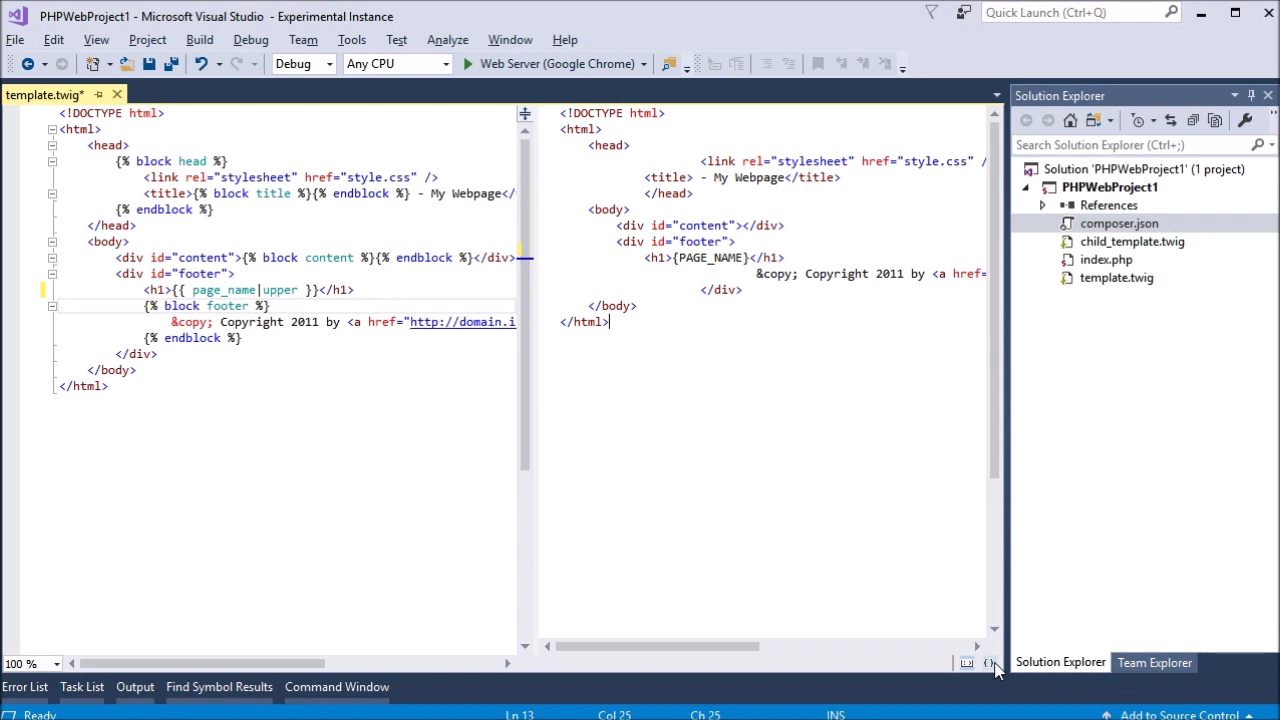 PHPWebProject1 - Microsoft Visual Studio - Experimental Instance
Quick Launch (Ctrl+Q)
File Edit View Project Build Debug Team Tools Test Analyze Window Help
Debug Any CPU Web Server (Google Chrome)
template.twig*
<!DOCTYPE html>
<html>
<head>
{% block head %}
<link rel="stylesheet" href="style.css" />
<title>{% block title %}{% endblock %} - My Webpage</
{% endblock %}
</head>
<body>
<div id="content">{% block content %}{% endblock %}</div>
<div id="footer">
<h1>{{ page_name|upper }}</h1>
{% block footer %}
&copy; Copyright 2011 by <a href="http://domain.i
{% endblock %}
</div>
</body>
</html>
100 %
<!DOCTYPE html>
<html>
<head>
<link rel="stylesheet" href="style.css" /
<title> - My Webpage</title>
</head>
<body>
<div id="content"></div>
<div id="footer">
<h1>{PAGE_NAME}</h1>
&copy; Copyright 2011 by <a href=
</div>
</body>
</html>
Solution Explorer
Search Solution Explorer (Ctrl+;)
Solution 'PHPWebProject1' (1 project)
PHPWebProject1
References
composer.json
child_template.twig
index.php
template.twig
Solution Explorer Team Explorer
Error List Task List Output Find Symbol Results Command Window
Ready Ln 13 Col 25 Ch 25 INS Add to Source Control